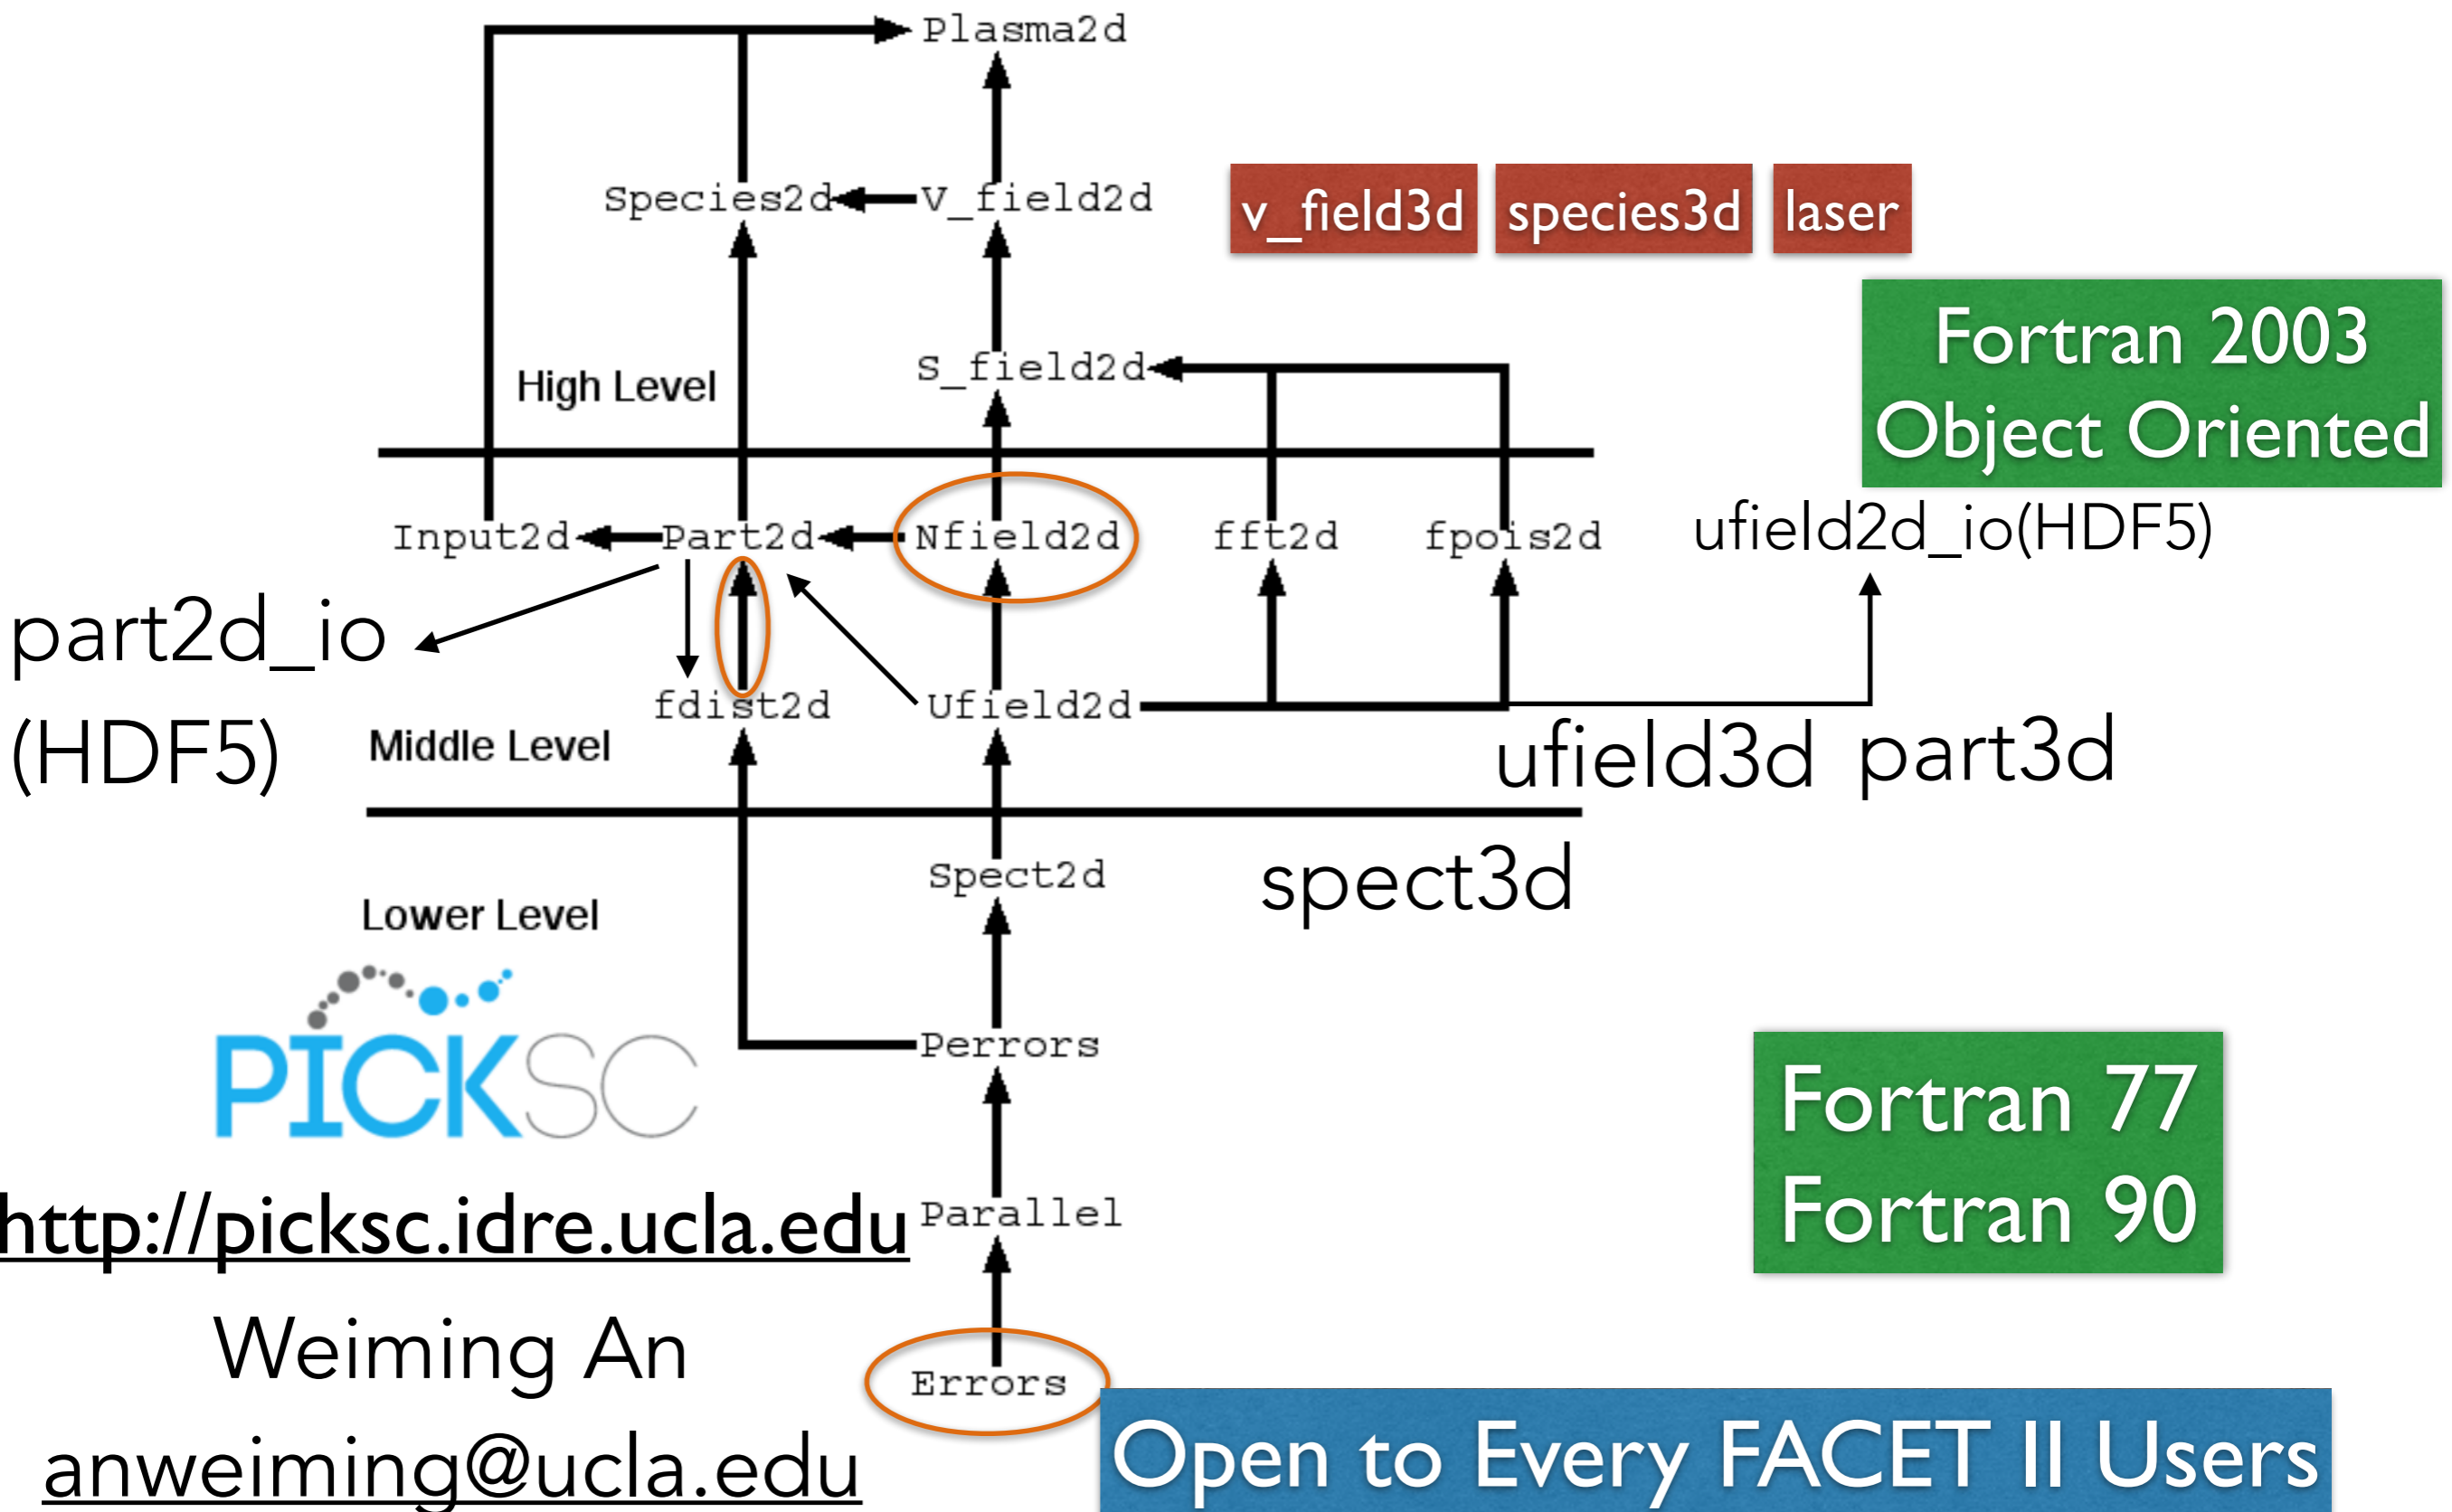 Plasma2d
Species2d V_field2d
v_field3d species3d laser
Fortran 2003
Object Oriented
S_field2d
High Level
Input2d Part2d Nfield2d fft2d fpois2d ufield2d_io(HDF5)
part2d_io
(HDF5)
fdist2d Ufield2d
Middle Level
ufield3d part3d
Spect2d
spect3d
Lower Level
PICKSC
Perrors
Fortran 77
Fortran 90
http://picksc.idre.ucla.edu
Parallel
Weiming An
Errors
anweiming@ucla.edu
Open to Every FACET II Users